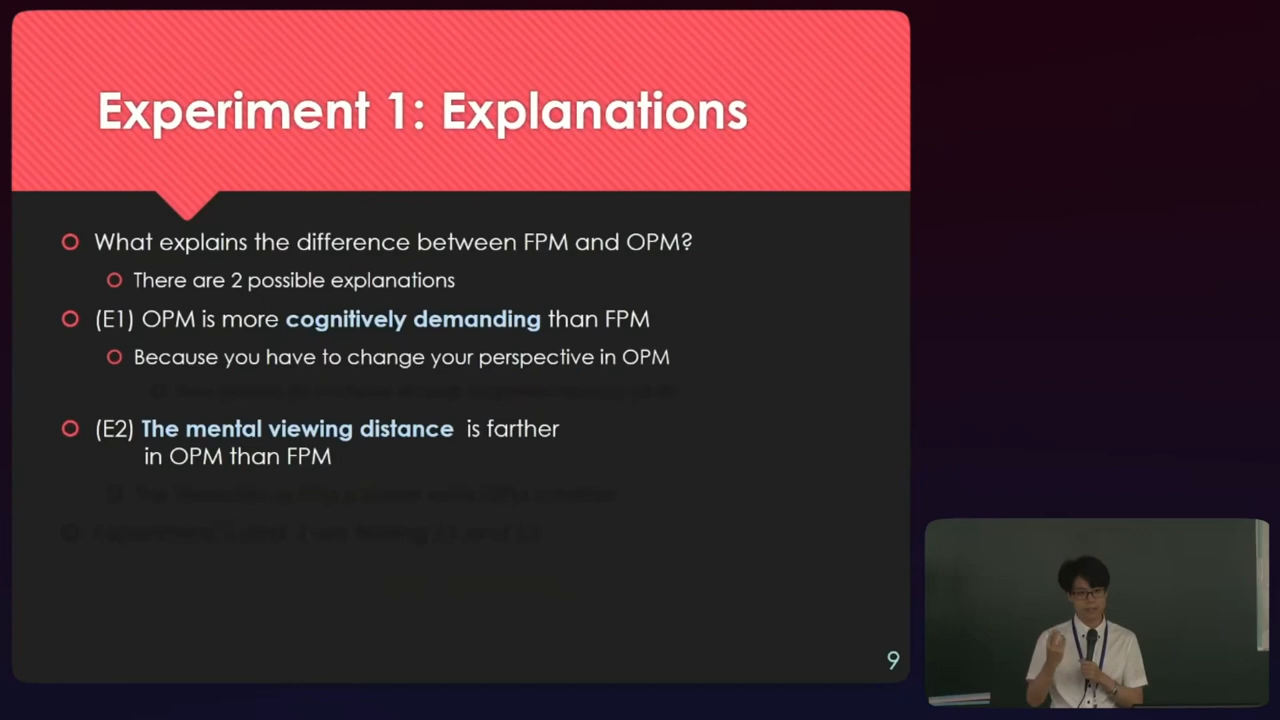 Experiment 1: Explanations
What explains the difference between FPM and OPM?
There are 2 possible explanations
(E1) OPM is more cognitively demanding than FPM
Because you have to change your perspective in OPM
(E2) The mental viewing distance is farther
in OPM than FPM
9